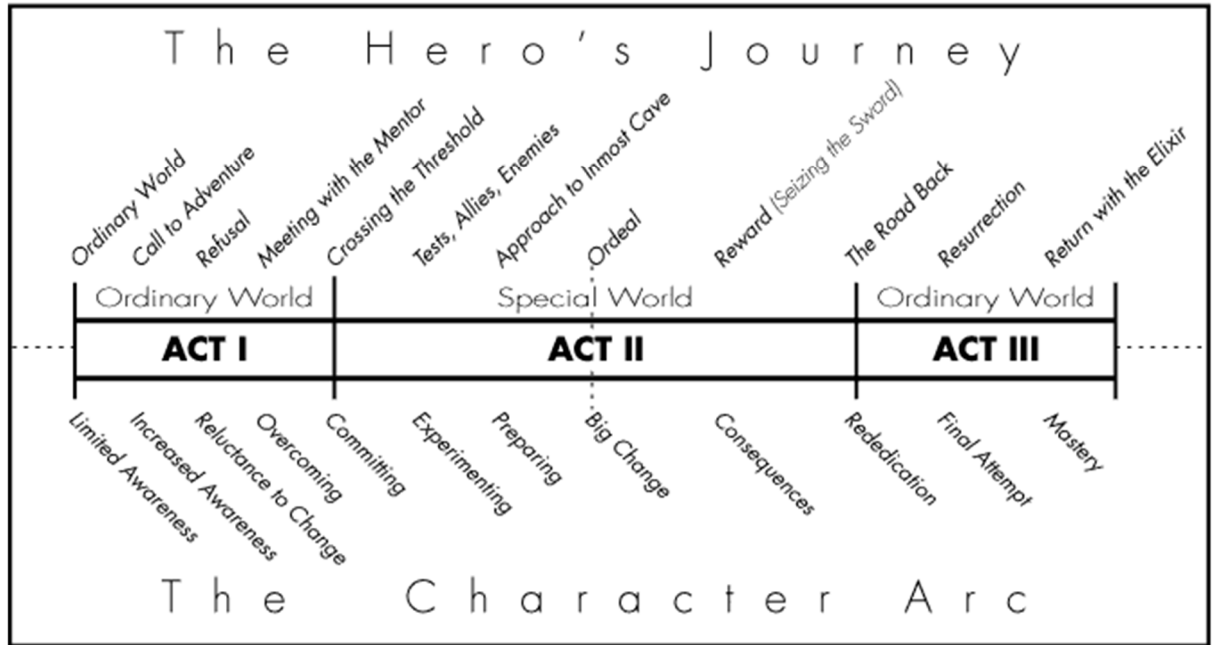 The Hero's Journey
Ordinary World
Call to Adventure
Refusal
Meeting with the Mentor
Crossing the Threshold
Tests, Allies, Enemies
Approach to Inmost Cave
Ordeal
Reward (Seizing the Sword)
The Road Back
Resurrection
Return with the Elixir
Ordinary World
Special World
Ordinary World
ACT I
ACT II
ACT III
Limited Awareness
Increased Awareness
Reluctance to Change
Overcoming
Committing
Experimenting
Preparing
Big Change
Consequences
Rededication
Final Attempt
Mastery
The Character Arc